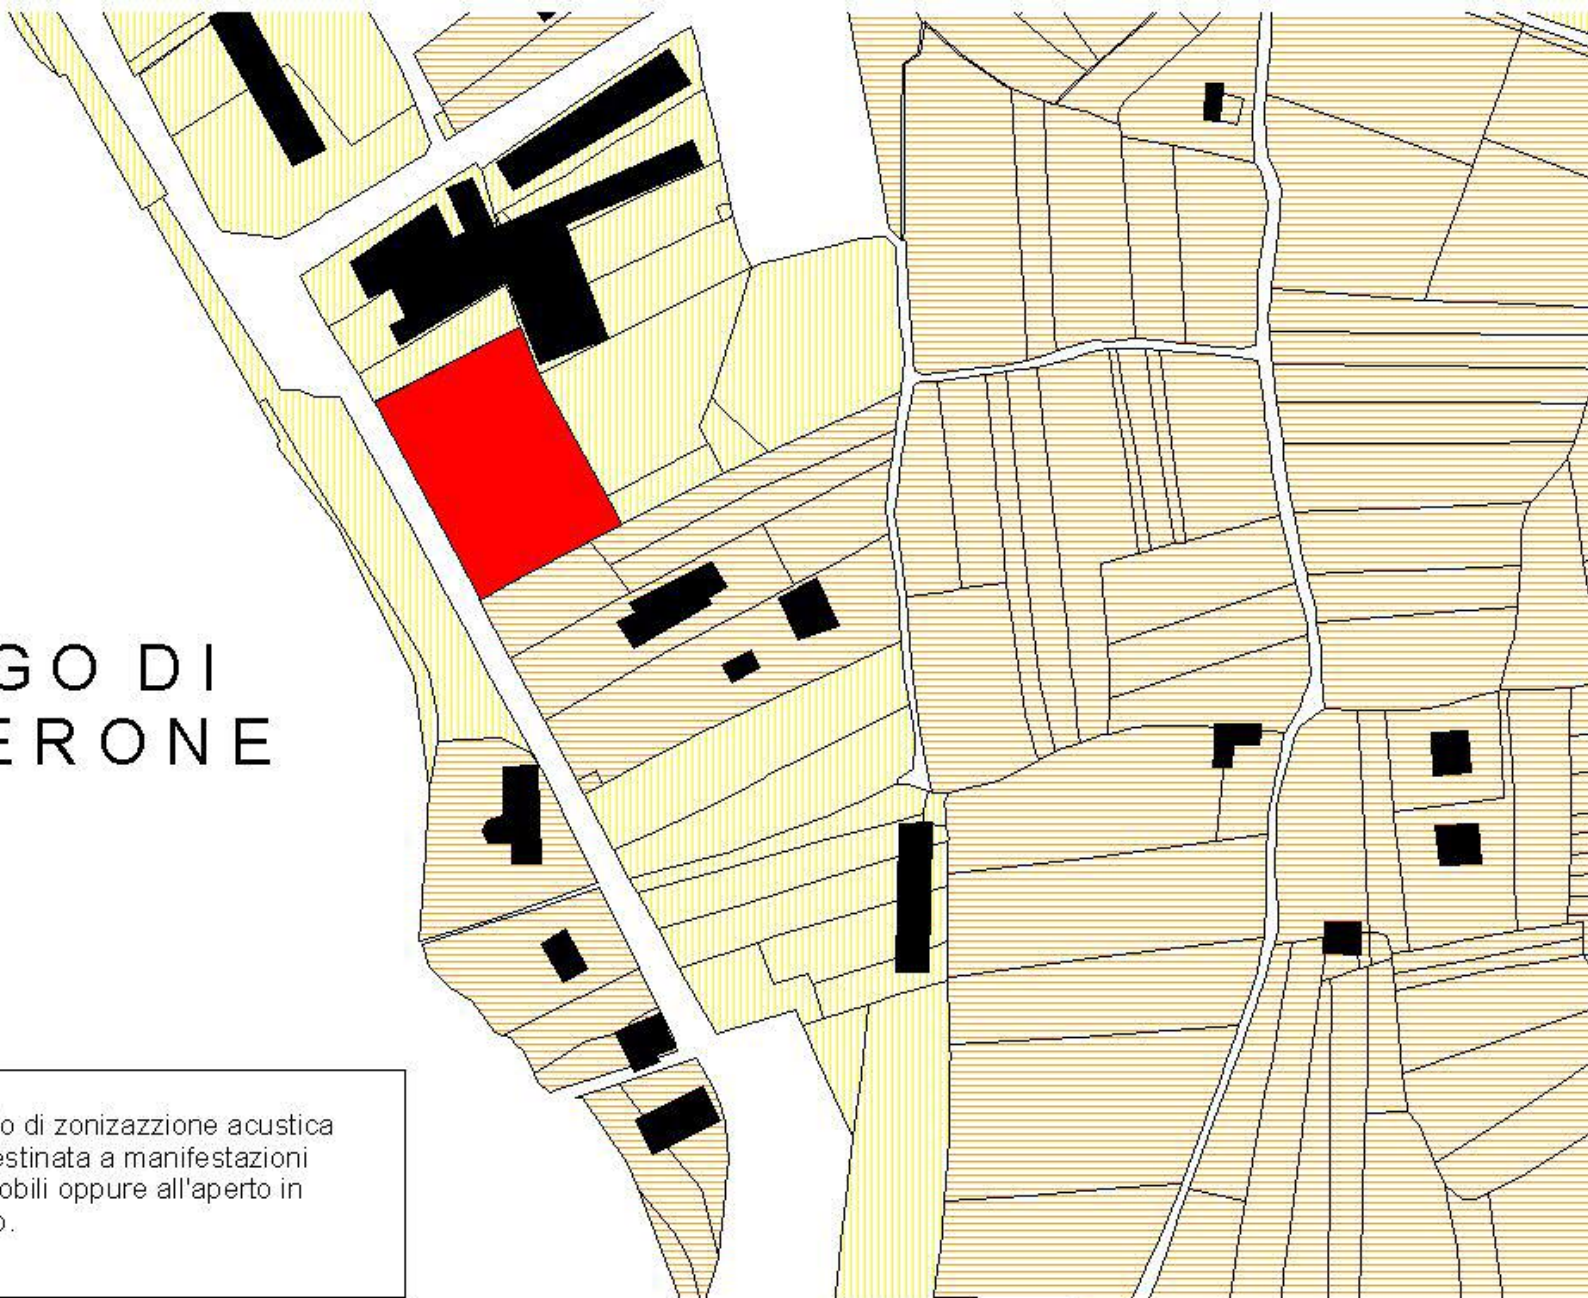 GO DI
ERONE
o di zonizazzione acustica
estinata a manifestazioni
obili oppure all'aperto in
o.